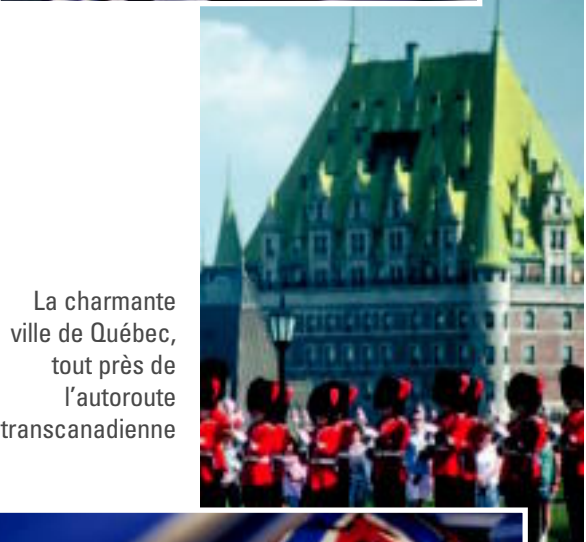 La charmante
ville de Québec,
tout près de
l’autoroute
transcanadienne